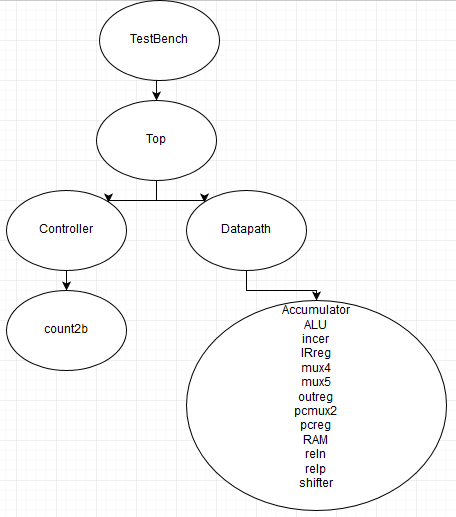 TestBench
Top
Controller
Datapath
count2b
Accumulator
ALU
incer
IRreg
mux4
mux5
outreg
pcmux2
pcreg
RAM
reln
relp
shifter